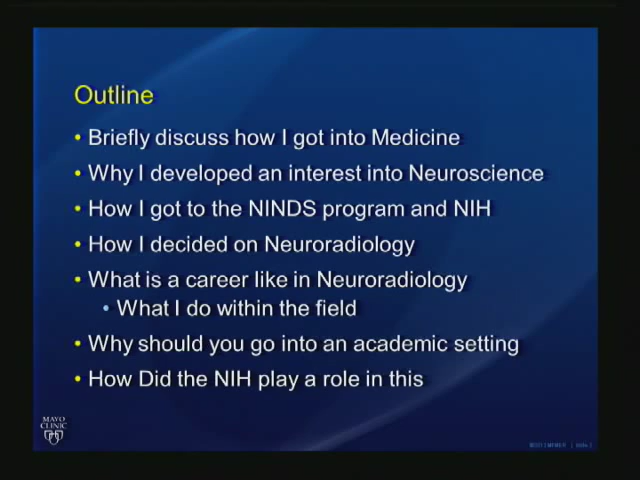 Outline
• Briefly discuss how I got into Medicine
• Why I developed an interest into Neuroscience
• How I got to the NINDS program and NIH
• How I decided on Neuroradiology
• What is a career like in Neuroradiology
• What I do within the field
• Why should you go into an academic setting
• How Did the NIH play a role in this
MAYO
CLINIC